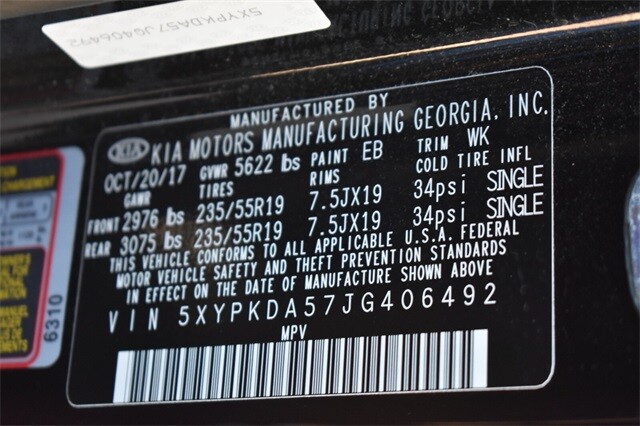 5XYPKDA57JG406492
MANUFACTURED BY
KIA KIA MOTORS MANUFACTURING GEORGIA, INC.
OCT/20/17 GVWR 5622 lbs PAINT EB TRIM WK
GAWR TIRES RIMS COLD TIRE INFL
FRONT 2976 lbs 235/55R19 7.5JX19 34psi SINGLE
REAR 3075 lbs 235/55R19 7.5JX19 34psi SINGLE
THIS VEHICLE CONFORMS TO ALL APPLICABLE U.S.A. FEDERAL
MOTOR VEHICLE SAFETY AND THEFT PREVENTION STANDARDS
IN EFFECT ON THE DATE OF MANUFACTURE SHOWN ABOVE
VIN 5XYPKDA57JG406492
MPV
6310